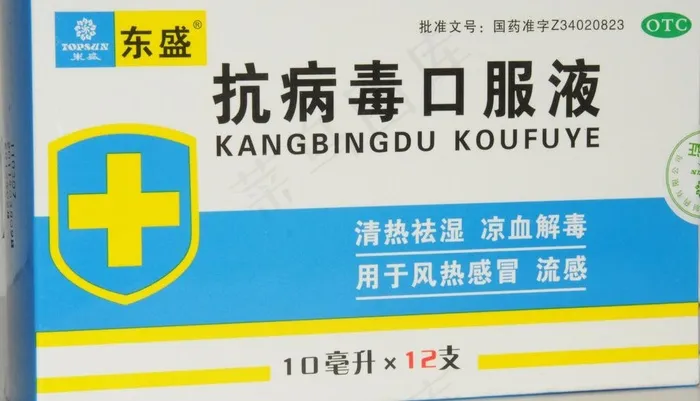 批准文号：国药准字Z34020823
OTC
TOPSUN
东盛
东盛®
抗病毒口服液
KANGBINGDU KOUFUYE
清热祛湿 凉血解毒
用于风热感冒 流感
10毫升×12支